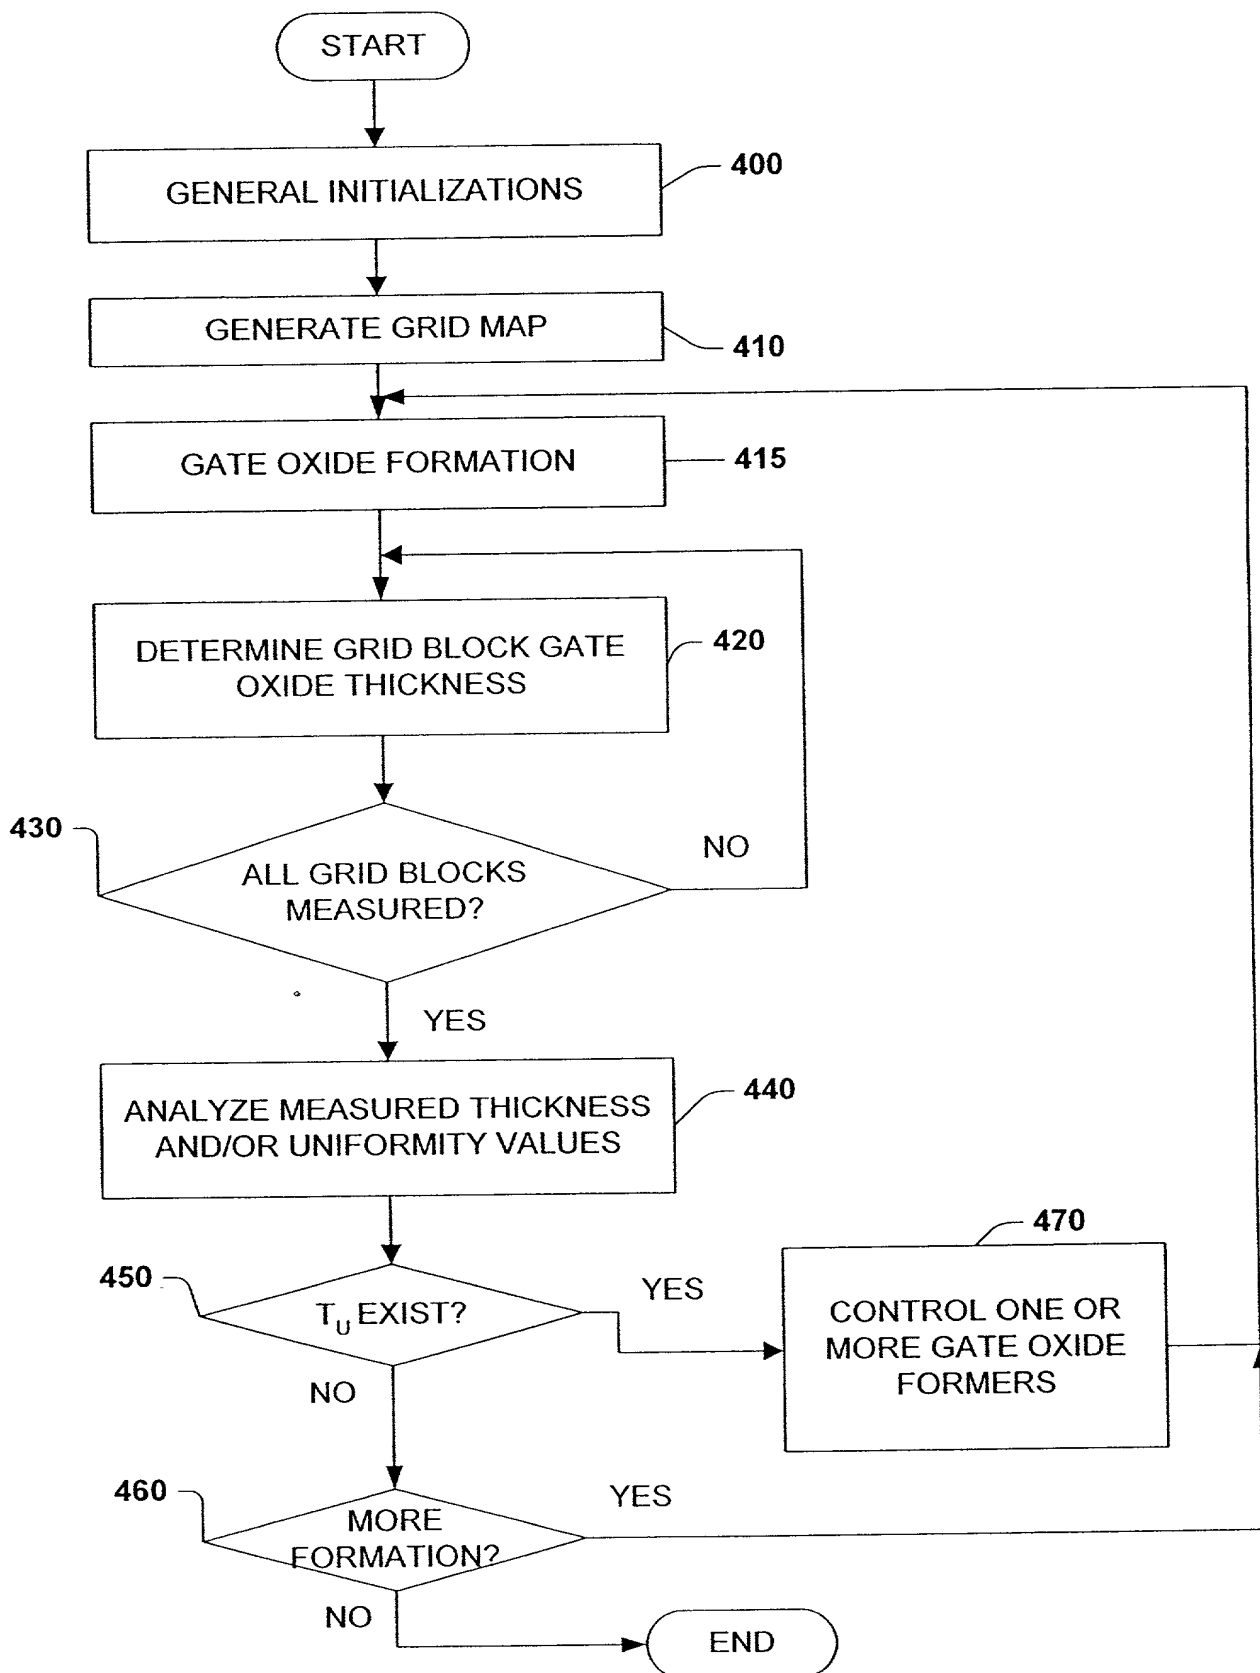 START
GENERAL INITIALIZATIONS
400
GENERATE GRID MAP
410
GATE OXIDE FORMATION
415
DETERMINE GRID BLOCK GATE
OXIDE THICKNESS
420
430
ALL GRID BLOCKS
MEASURED?
NO
YES
ANALYZE MEASURED THICKNESS
AND/OR UNIFORMITY VALUES
440
450
T_U EXIST?
YES
NO
470
CONTROL ONE OR
MORE GATE OXIDE
FORMERS
460
MORE
FORMATION?
YES
NO
END